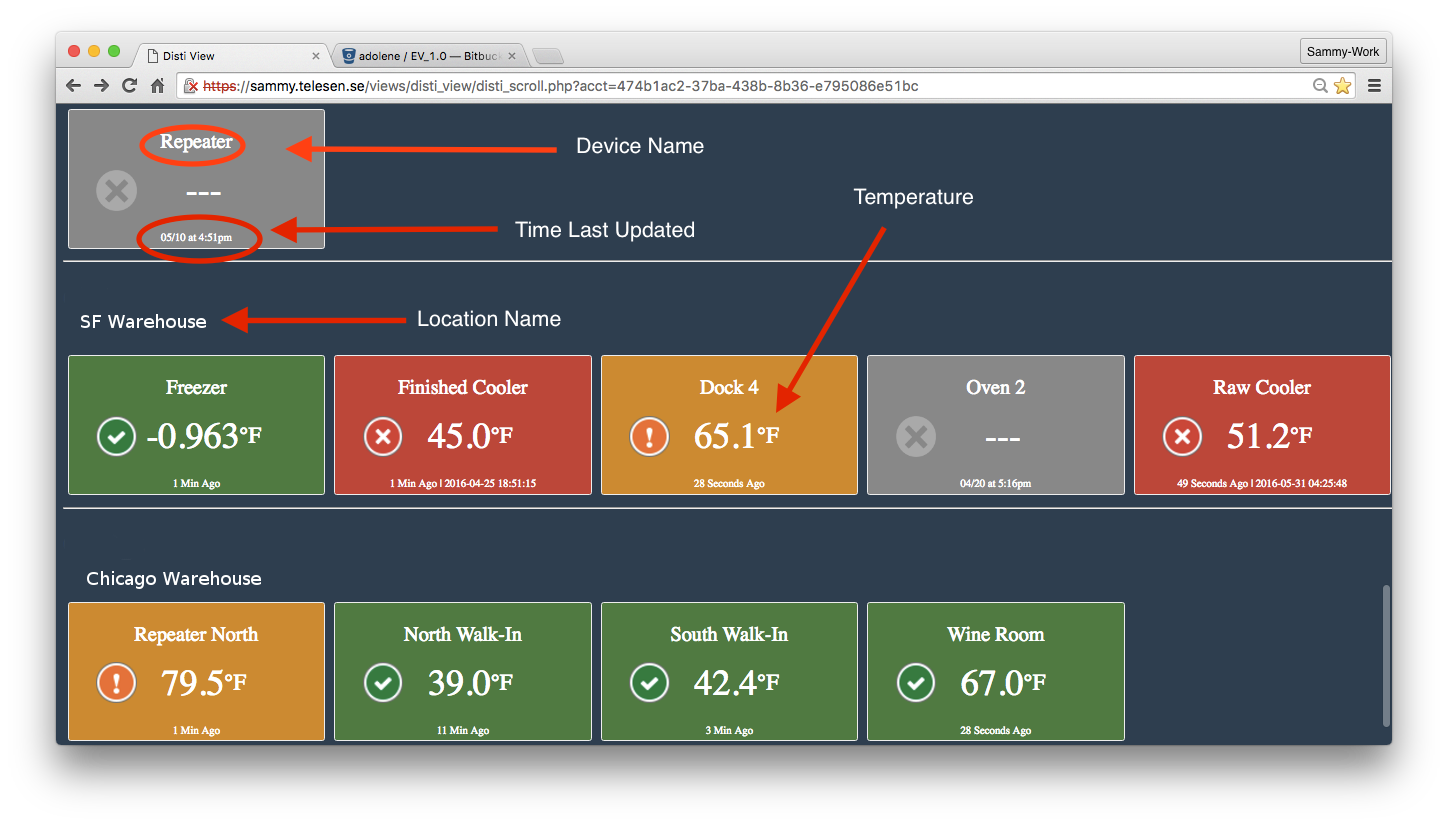 Disti View
adolene / EV_1.0 — Bitbuc
Sammy-Work
https://sammy.telesen.se/views/disti_view/disti_scroll.php?acct=474b1ac2-37ba-438b-8b36-e795086e51bc
Repeater
Device Name
---
Temperature
05/10 at 4:51pm
Time Last Updated
SF Warehouse
Location Name
Freezer
-0.963°F
1 Min Ago
Finished Cooler
45.0°F
1 Min Ago | 2016-04-25 18:51:15
Dock 4
65.1°F
28 Seconds Ago
Oven 2
---
04/20 at 5:16pm
Raw Cooler
51.2°F
49 Seconds Ago | 2016-05-31 04:25:48
Chicago Warehouse
Repeater North
79.5°F
1 Min Ago
North Walk-In
39.0°F
11 Min Ago
South Walk-In
42.4°F
3 Min Ago
Wine Room
67.0°F
28 Seconds Ago